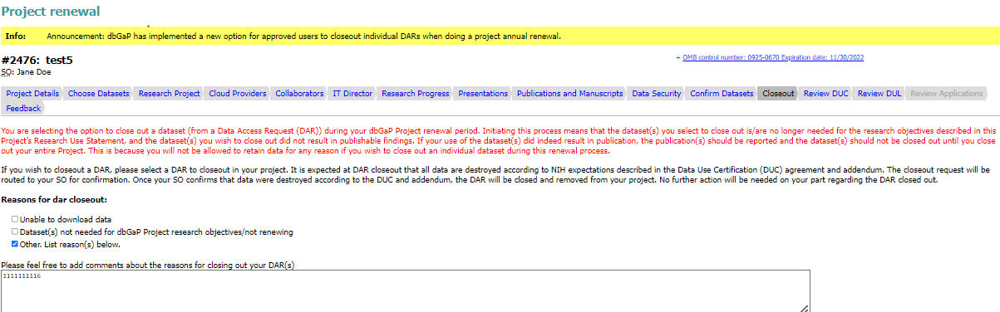 Project renewal
Info: Announcement: dbGaP has implemented a new option for approved users to closeout individual DARs when doing a project annual renewal.
#2476: test5
+ OMB control number: 0925-0670 Expiration date: 11/30/2022
SO: Jane Doe
Project Details Choose Datasets Research Project Cloud Providers Collaborators IT Director Research Progress Presentations Publications and Manuscripts Data Security Confirm Datasets Closeout Review DUC Review DUL Review Applications
Feedback
You are selecting the option to close out a dataset (from a Data Access Request (DAR)) during your dbGaP Project renewal period. Initiating this process means that the dataset(s) you select to close out is/are no longer needed for the research objectives described in this
Project's Research Use Statement, and the dataset(s) you wish to close out did not result in publishable findings. If your use of the dataset(s) did indeed result in publication, the publication(s) should be reported and the dataset(s) should not be closed out until you close
out your entire Project. This is because you will not be allowed to retain data for any reason if you wish to close out an individual dataset during this renewal process.
If you wish to closeout a DAR, please select a DAR to closeout in your project. It is expected at DAR closeout that all data are destroyed according to NIH expectations described in the Data Use Certification (DUC) agreement and addendum. The closeout request will be
routed to your SO for confirmation. Once your SO confirms that data were destroyed according to the DUC and addendum, the DAR will be closed and removed from your project. No further action will be needed on your part regarding the DAR closed out.
Reasons for dar closeout:
Unable to download data
Dataset(s) not needed for dbGaP Project research objectives/not renewing
Other. List reason(s) below.
Please feel free to add comments about the reasons for closing out your DAR(s)
1111111116